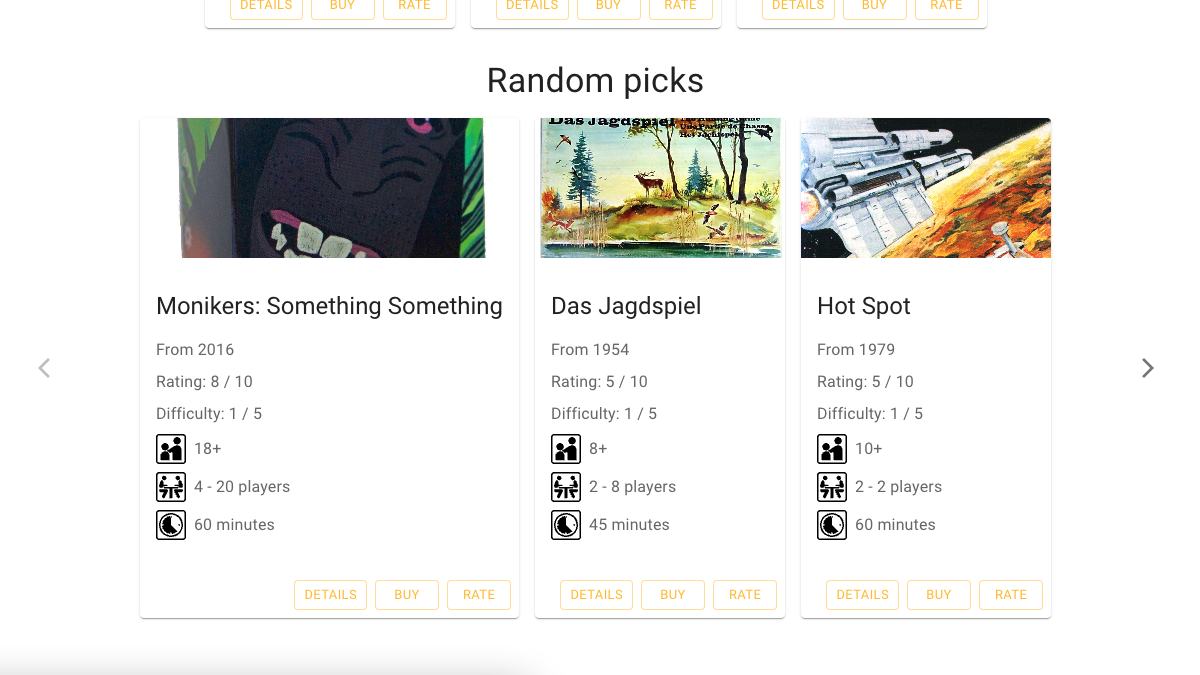 DETAILS BUY RATE DETAILS BUY RATE DETAILS BUY RATE
Random picks
Das Jagdspiel
Monikers: Something Something
From 2016
Rating: 8 / 10
Difficulty: 1 / 5
18+
4 - 20 players
60 minutes
DETAILS BUY RATE
Das Jagdspiel
From 1954
Rating: 5 / 10
Difficulty: 1 / 5
8+
2 - 8 players
45 minutes
DETAILS BUY RATE
Hot Spot
From 1979
Rating: 5 / 10
Difficulty: 1 / 5
10+
2 - 2 players
60 minutes
DETAILS BUY RATE